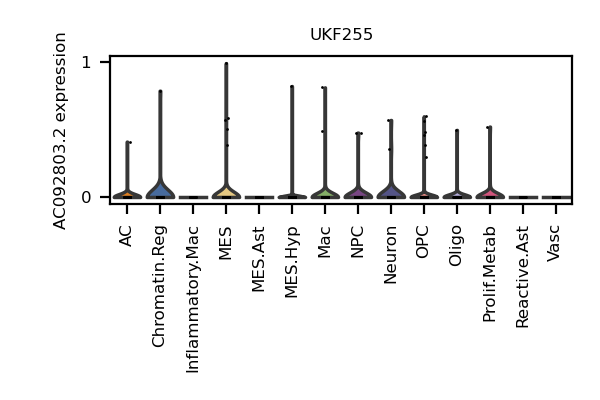 UKF255
AC092803.2 expression
1
0
AC
Chromatin.Reg
Inflammatory.Mac
MES
MES.Ast
MES.Hyp
Mac
NPC
Neuron
OPC
Oligo
Prolif.Metab
Reactive.Ast
Vasc